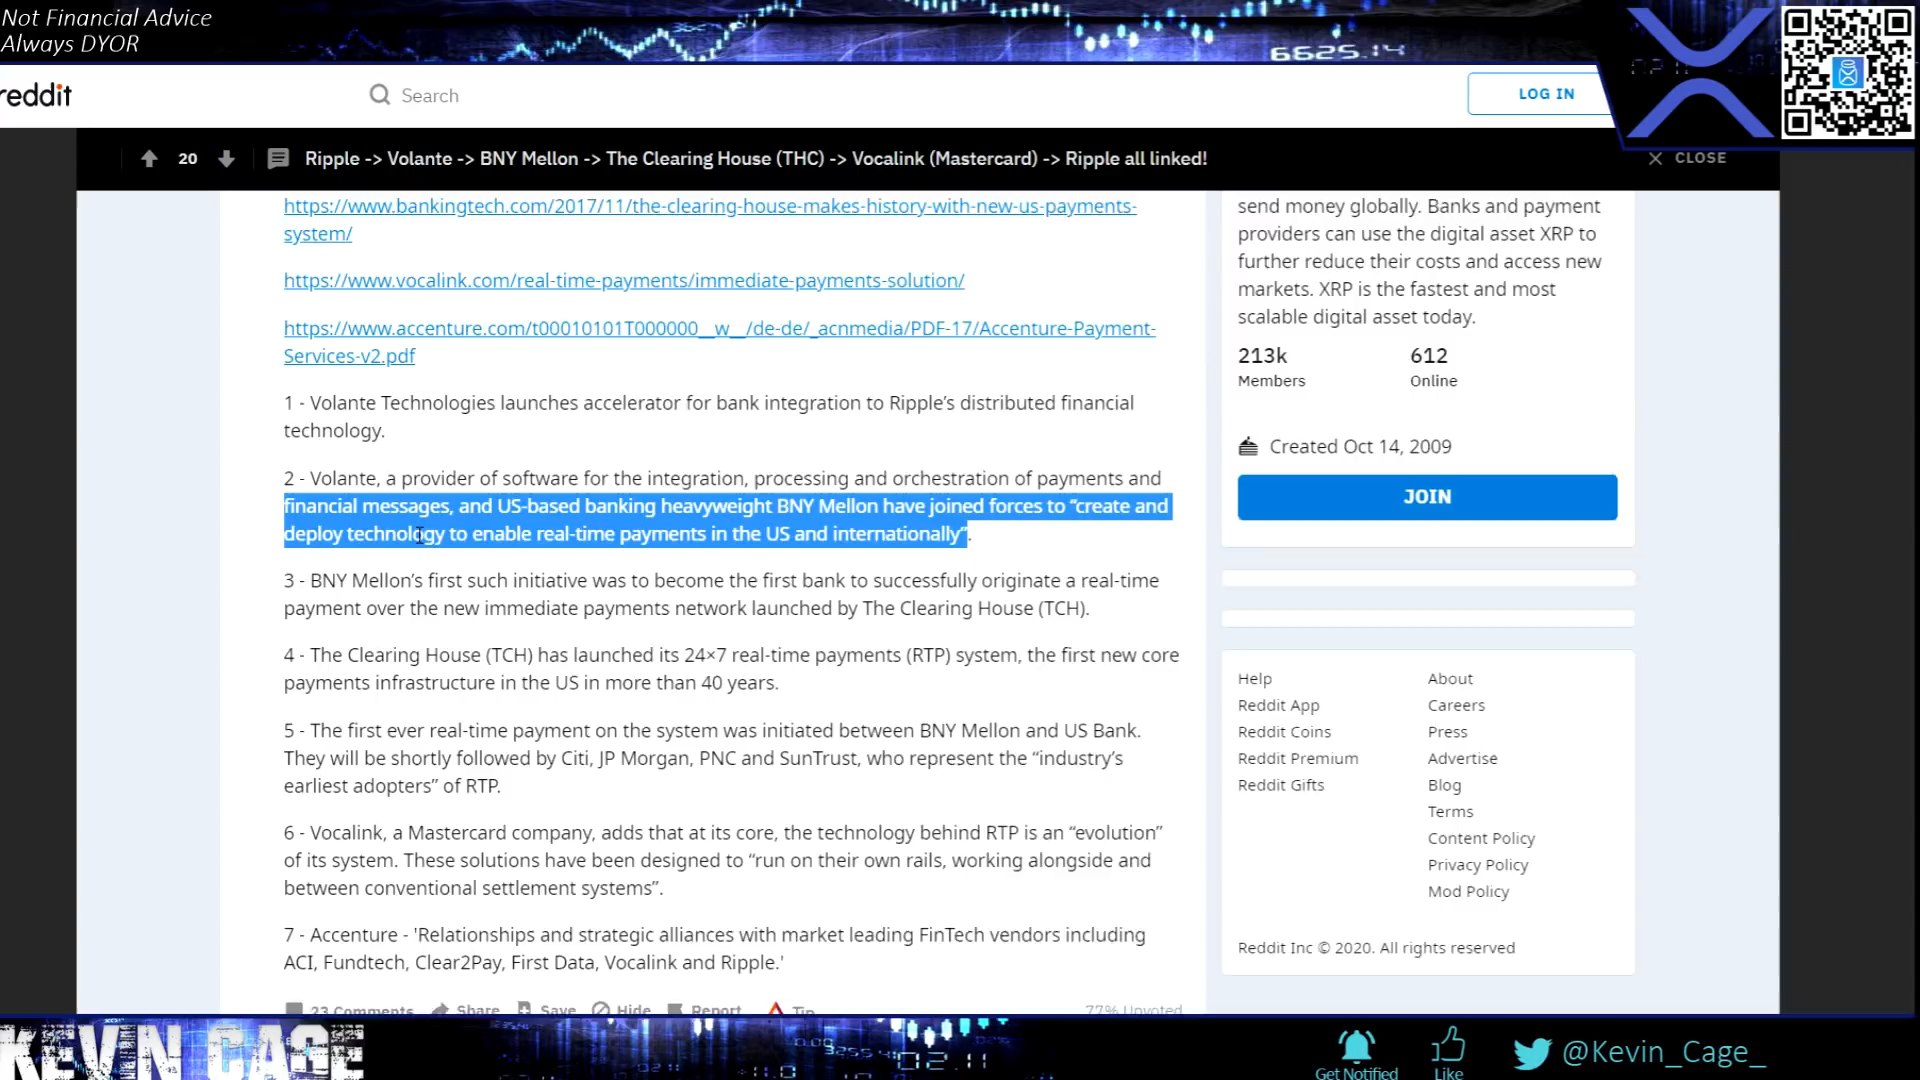 Not Financial Advice
Always DYOR
6625.14
reddit
Search
LOG IN
20
Ripple -> Volante -> BNY Mellon -> The Clearing House (THC) -> Vocalink (Mastercard) -> Ripple all linked!
CLOSE
https://www.bankingtech.com/2017/11/the-clearing-house-makes-history-with-new-us-payments-
system/
https://www.vocalink.com/real-time-payments/immediate-payments-solution/
https://www.accenture.com/t00010101T000000__w__/de-de/_acnmedia/PDF-17/Accenture-Payment-
Services-v2.pdf
1 - Volante Technologies launches accelerator for bank integration to Ripple’s distributed financial
technology.
2 - Volante, a provider of software for the integration, processing and orchestration of payments and
financial messages, and US-based banking heavyweight BNY Mellon have joined forces to “create and
deploy technology to enable real-time payments in the US and internationally”.
3 - BNY Mellon’s first such initiative was to become the first bank to successfully originate a real-time
payment over the new immediate payments network launched by The Clearing House (TCH).
4 - The Clearing House (TCH) has launched its 24×7 real-time payments (RTP) system, the first new core
payments infrastructure in the US in more than 40 years.
5 - The first ever real-time payment on the system was initiated between BNY Mellon and US Bank.
They will be shortly followed by Citi, JP Morgan, PNC and SunTrust, who represent the “industry’s
earliest adopters” of RTP.
6 - Vocalink, a Mastercard company, adds that at its core, the technology behind RTP is an “evolution”
of its system. These solutions have been designed to “run on their own rails, working alongside and
between conventional settlement systems”.
7 - Accenture - 'Relationships and strategic alliances with market leading FinTech vendors including
ACI, Fundtech, Clear2Pay, First Data, Vocalink and Ripple.'
23 Comments Share Save Hide Report Tip 77% Upvoted
send money globally. Banks and payment
providers can use the digital asset XRP to
further reduce their costs and access new
markets. XRP is the fastest and most
scalable digital asset today.
213k 612
Members Online
Created Oct 14, 2009
JOIN
Help About
Reddit App Careers
Reddit Coins Press
Reddit Premium Advertise
Reddit Gifts Blog
Terms
Content Policy
Privacy Policy
Mod Policy
Reddit Inc © 2020. All rights reserved
KEVIN CAGE
02.11
Get Notified
Like
@Kevin_Cage_